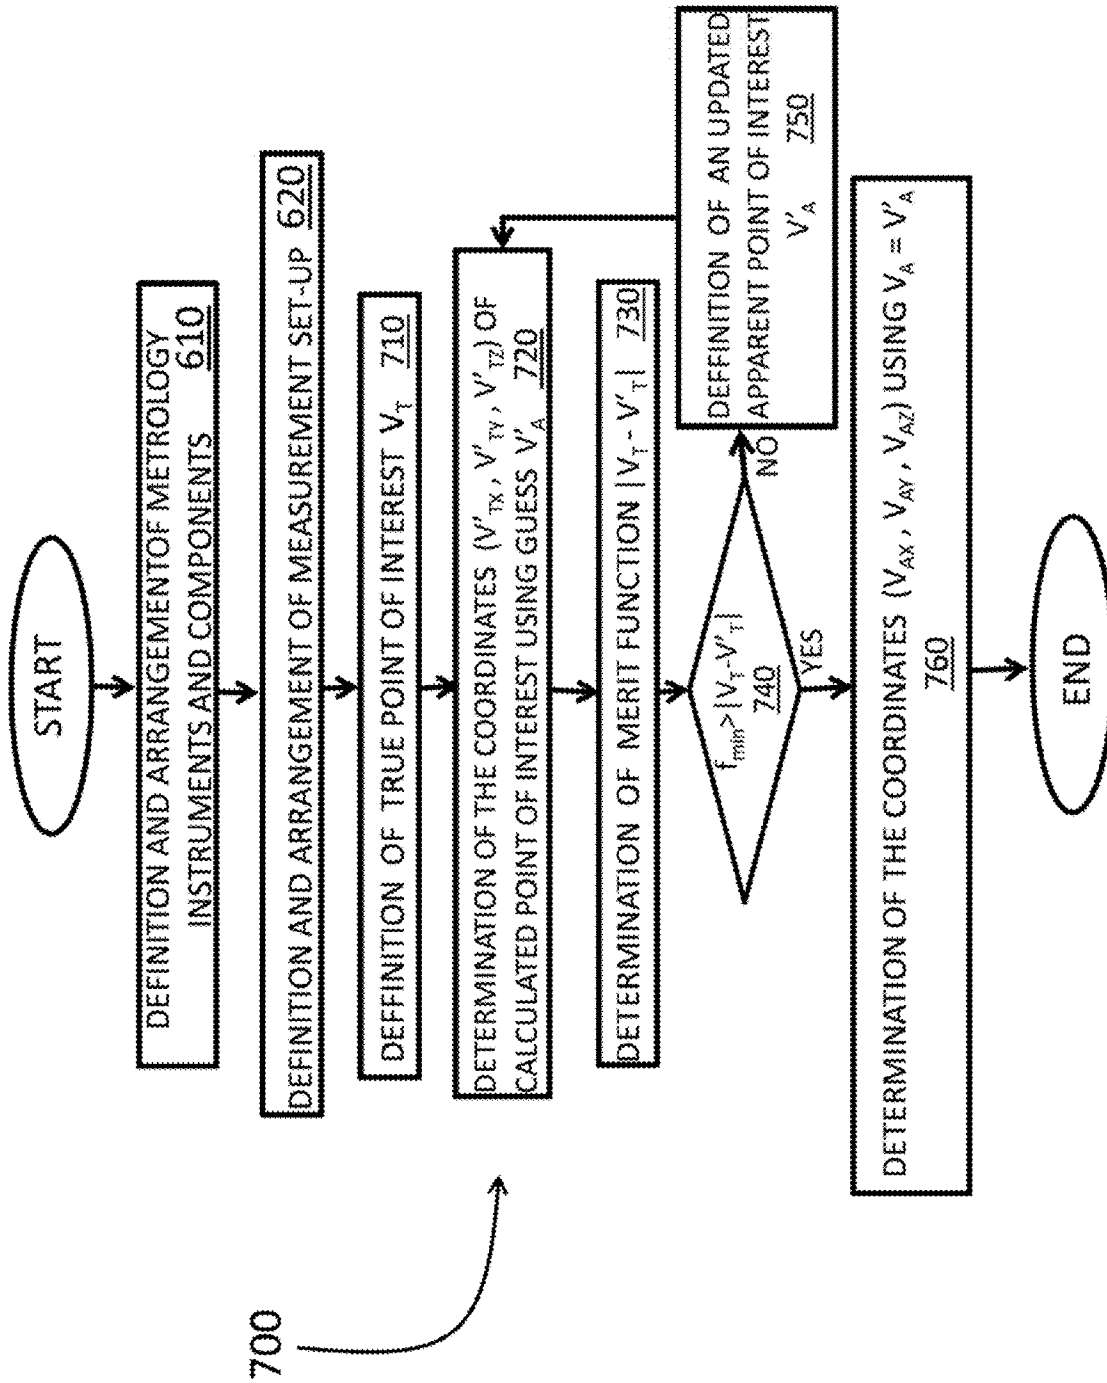 START
DEFINITION AND ARRANGEMENTOF METROLOGY
INSTRUMENTS AND COMPONENTS 610
DEFINITION AND ARRANGEMENT OF MEASUREMENT SET-UP 620
DEFFINITION OF TRUE POINT OF INTEREST V_T 710
DETERMINATION OF THE COORDINATES (V'_TX , V'_TY , V'_TZ) OF
CALCULATED POINT OF INTEREST USING GUESS V'_A 720
DETERMINATION OF MERIT FUNCTION |V_T - V'_T| 730
f_min>|V_T-V'_T|
740
NO
YES
DEFFINITION OF AN UPDATED
APPARENT POINT OF INTEREST
V'_A 750
DETERMINATION OF THE COORDINATES (V_AX , V_AY , V_AZ) USING V_A = V'_A
760
END
700